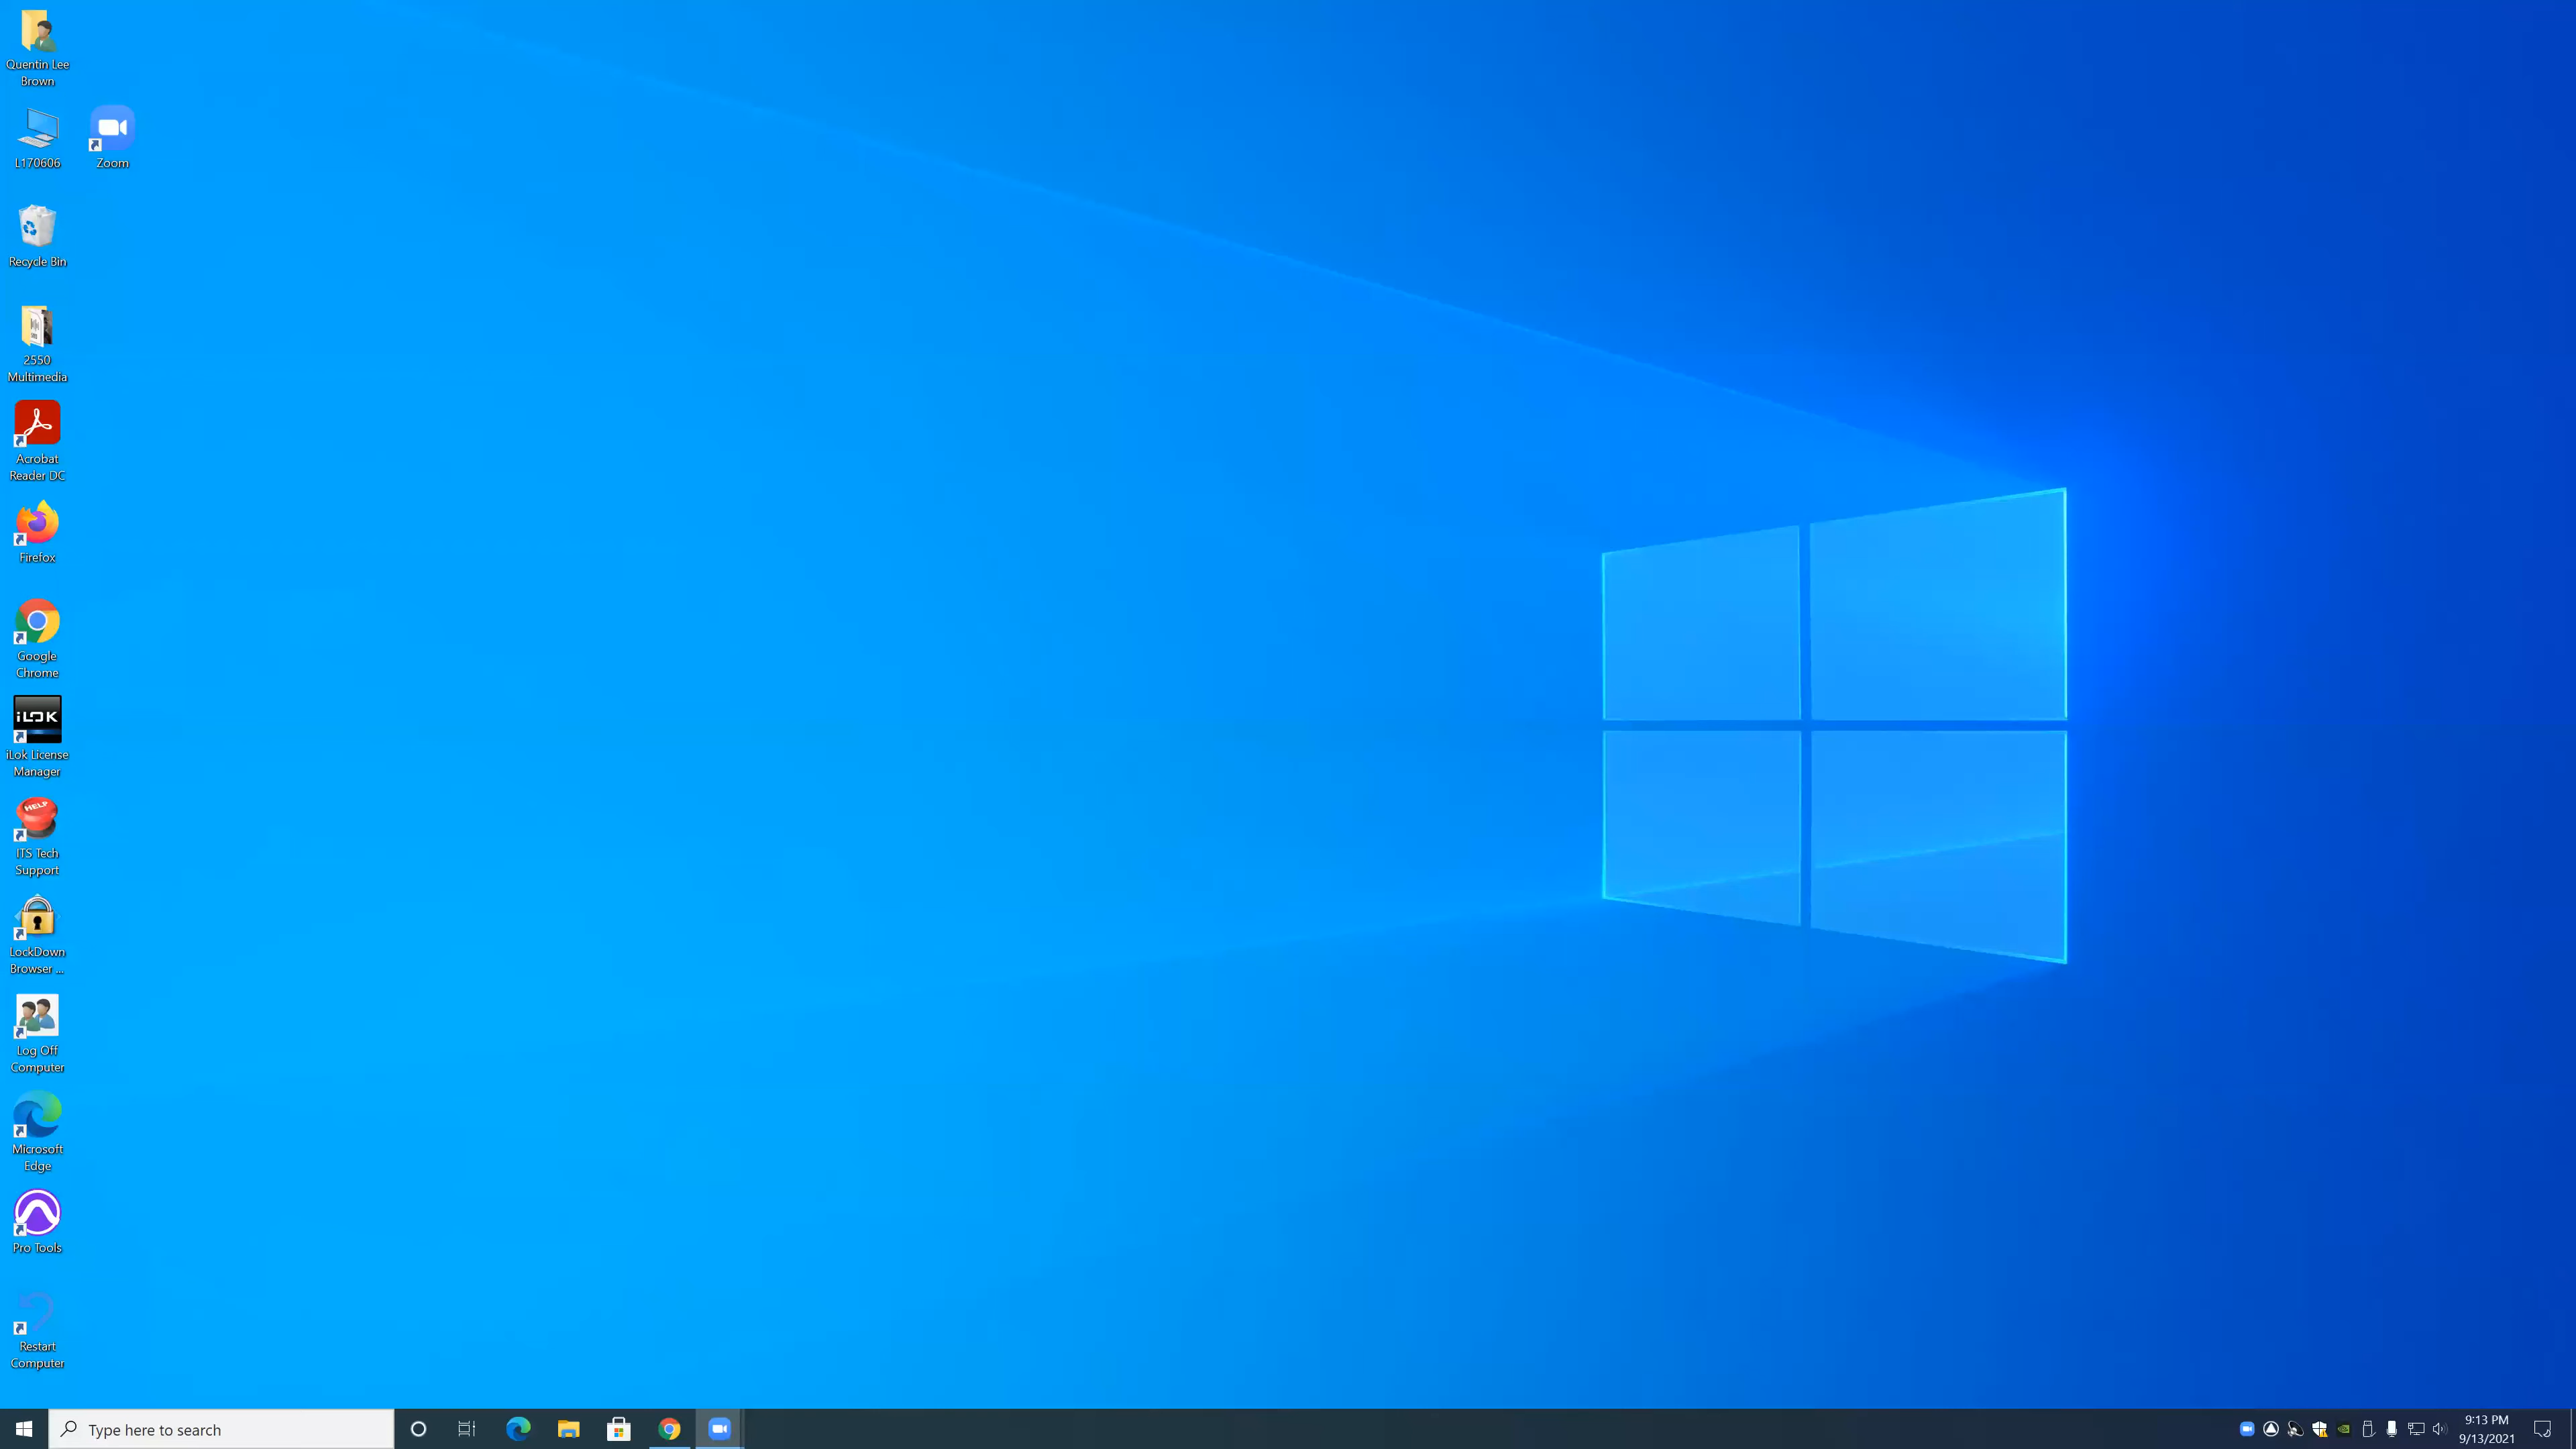 Quentin Lee
Brown
L170606
Zoom
Recycle Bin
2550
Multimedia
Acrobat
Reader DC
Firefox
Google
Chrome
iLOK
iLok License
Manager
HELP
ITS Tech
Support
LockDown
Browser ...
Log Off
Computer
Microsoft
Edge
Pro Tools
Restart
Computer
Type here to search
9:13 PM
9/13/2021